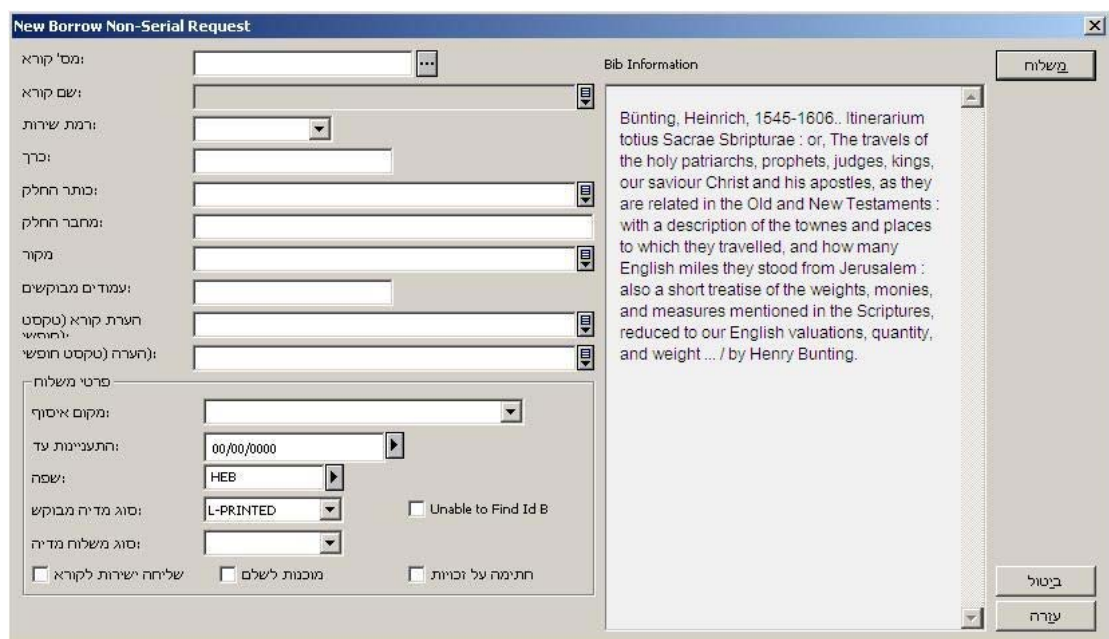 New Borrow Non-Serial Request
מס' קורא:
שם קורא:
רמת שירות:
כרך:
כותר החלק:
מחבר החלק:
מקור
עמודים מבוקשים:
הערת קורא (טקסט
חופשי):
הערה (טקסט חופשי):
פרטי משלוח
מקום איסוף:
התעניינות עד:
00/00/0000
שפה:
HEB
סוג מדיה מבוקש:
L-PRINTED
Unable to Find Id B
סוג משלוח מדיה:
שליחה ישירות לקורא
מוכנות לשלם
חתימה על זכויות
Bib Information
Bünting, Heinrich, 1545-1606.. Itinerarium
totius Sacrae Sbripturae : or, The travels of
the holy patriarchs, prophets, judges, kings,
our saviour Christ and his apostles, as they
are related in the Old and New Testaments :
with a description of the townes and places
to which they travelled, and how many
English miles they stood from Jerusalem :
also a short treatise of the weights, monies,
and measures mentioned in the Scriptures,
reduced to our English valuations, quantity,
and weight ... / by Henry Bunting.
משלוח
ביטול
עזרה